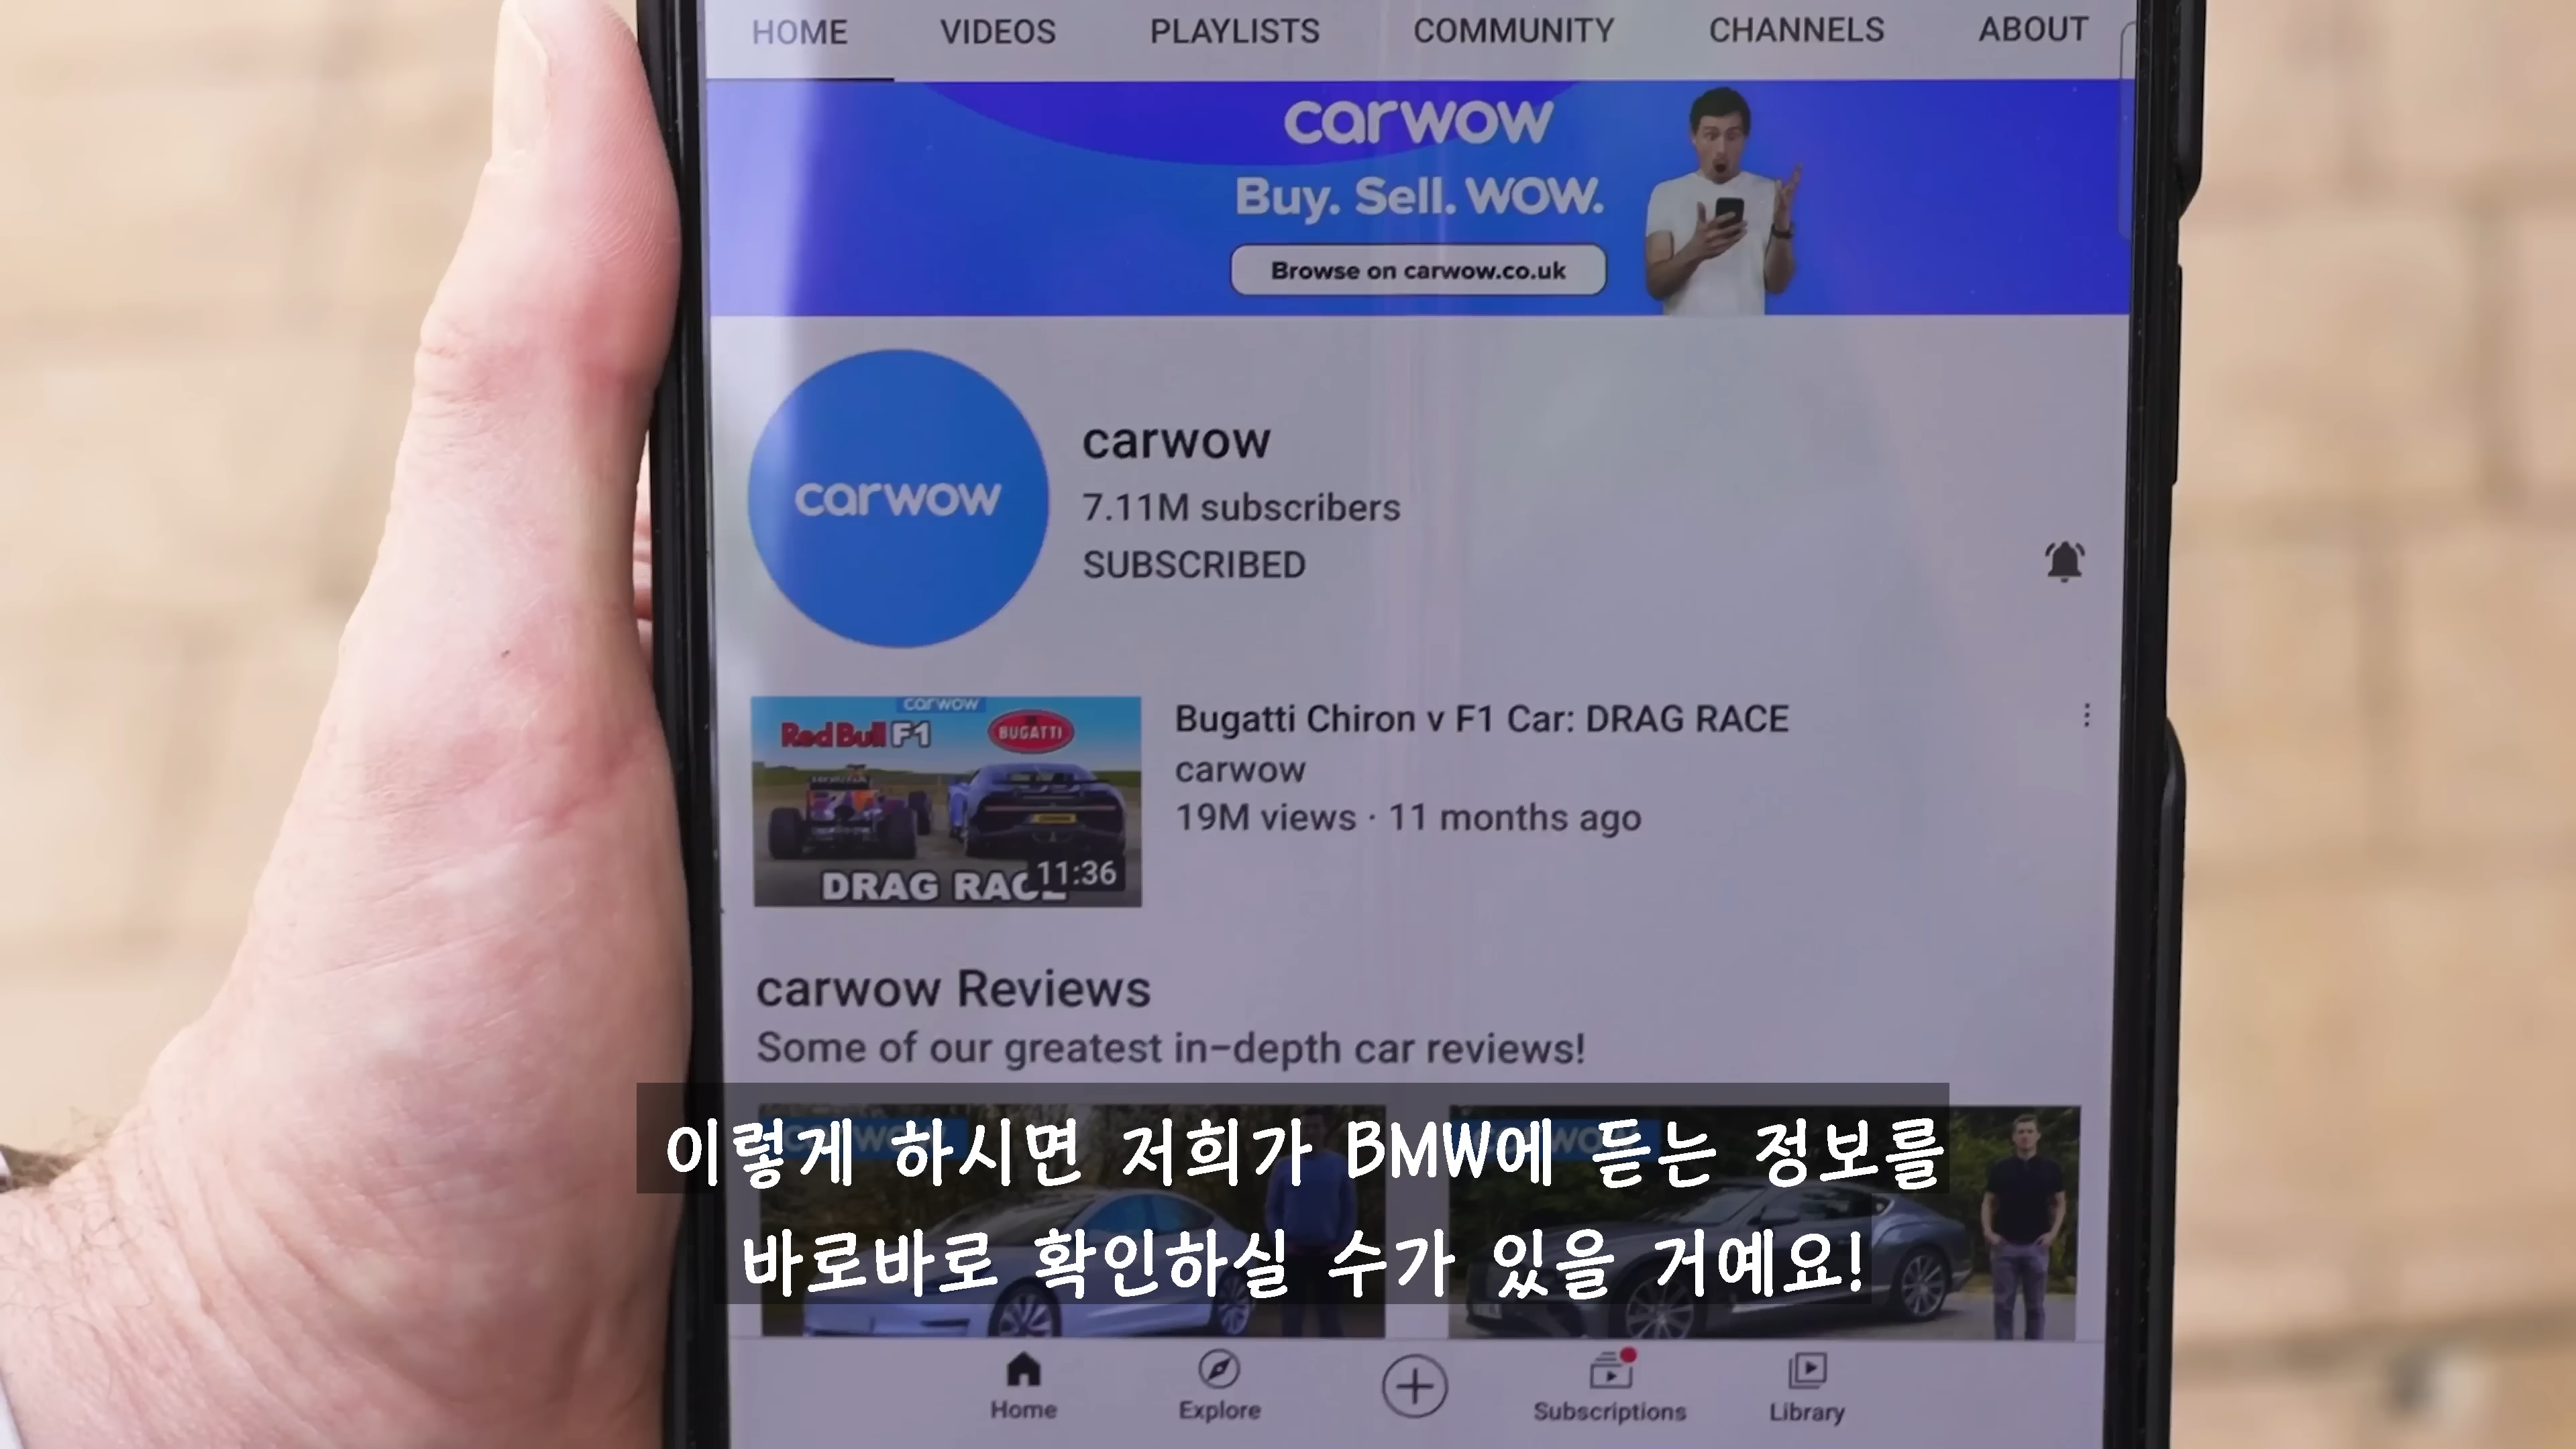 HOME VIDEOS PLAYLISTS COMMUNITY CHANNELS ABOUT
carwow
Buy. Sell. WOW.
Browse on carwow.co.uk
carwow
carwow
7.11M subscribers
SUBSCRIBED
carwow
Red Bull F1
BUGATTI
DRAG RACE
11:36
Bugatti Chiron v F1 Car: DRAG RACE
carwow
19M views · 11 months ago
carwow Reviews
Some of our greatest in-depth car reviews!
이렇게 하시면 저희가 BMW에 듣는 정보를
바로바로 확인하실 수가 있을 거예요!
Home Explore Subscriptions Library